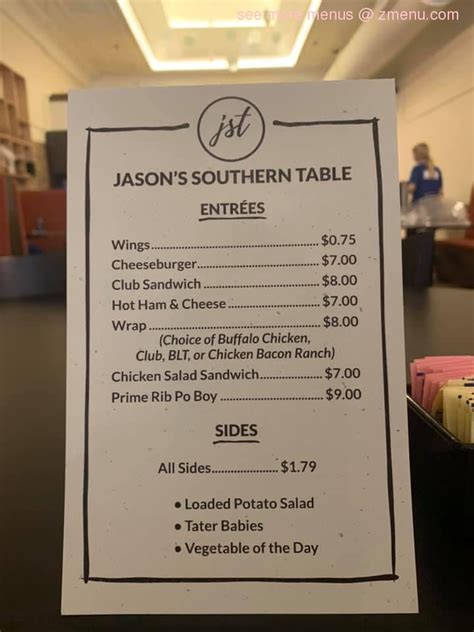 see more menus @ zmenu.com
jst
JASON'S SOUTHERN TABLE
ENTRÉES
Wings................................................ $0.75
Cheeseburger.................................. $7.00
Club Sandwich ................................ $8.00
Hot Ham & Cheese ......................... $7.00
Wrap ................................................. $8.00
(Choice of Buffalo Chicken,
Club, BLT, or Chicken Bacon Ranch)
Chicken Salad Sandwich................. $7.00
Prime Rib Po Boy ............................ $9.00
SIDES
All Sides.................. $1.79
• Loaded Potato Salad
• Tater Babies
• Vegetable of the Day